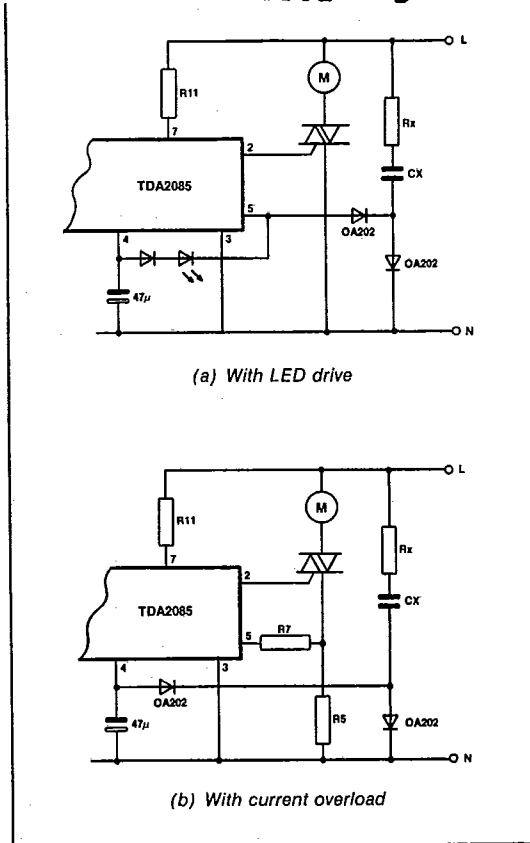 L
M
R11
Rx
7
2
CX
TDA2085
5
OA202
4
3
OA202
47μ
N
(a) With LED drive
L
R11
M
Rx
7
2
CX
TDA2085
R7
5
4
3
OA202
R5
OA202
47μ
N
(b) With current overload